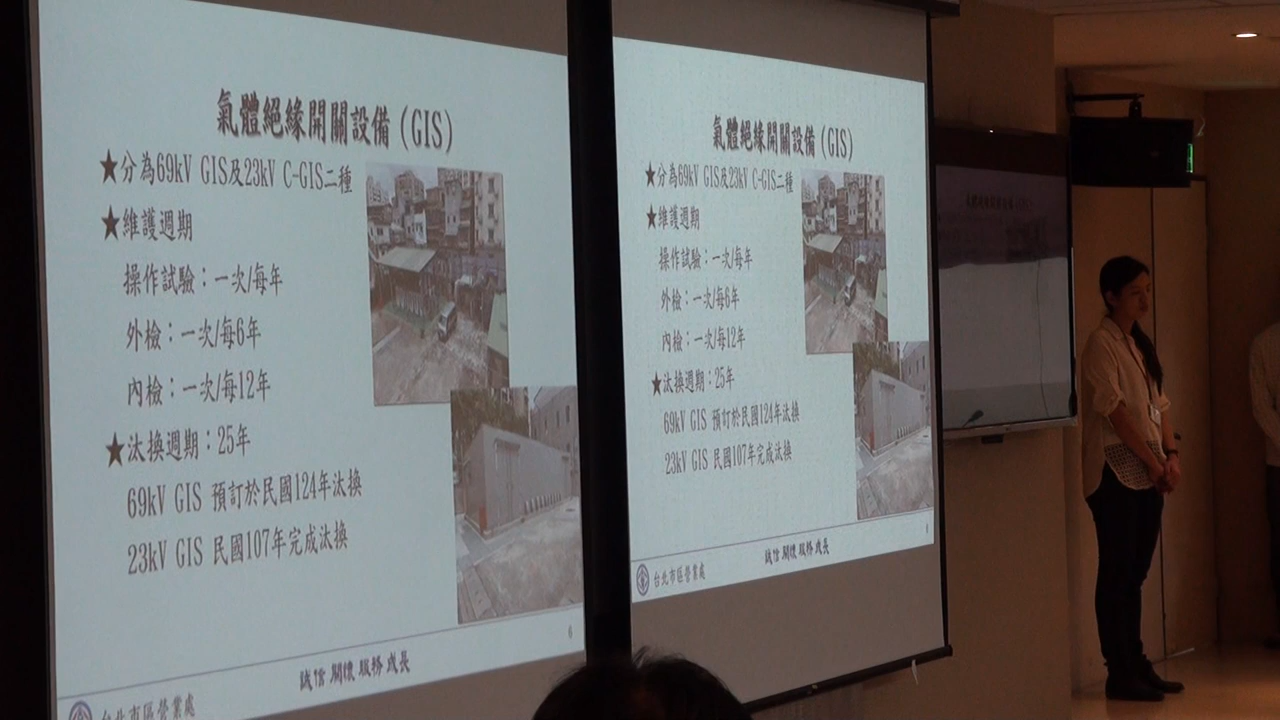 氣體絕緣開關設備(GIS)
★分為69kV GIS及23kV C-GIS二種
★維護週期
操作試驗：一次/每年
外檢：一次/每6年
內檢：一次/每12年
★汰換週期：25年
69kV GIS 預訂於民國124年汰換
23kV GIS 民國107年完成汰換
6
誠信 關懷 服務 成長
台北市區營業處
氣體絕緣開關設備(GIS)
★分為69kV GIS及23kV C-GIS二種
★維護週期
操作試驗：一次/每年
外檢：一次/每6年
內檢：一次/每12年
★汰換週期：25年
69kV GIS 預訂於民國124年汰換
23kV GIS 民國107年完成汰換
誠信 關懷 服務 成長
台北市區營業處